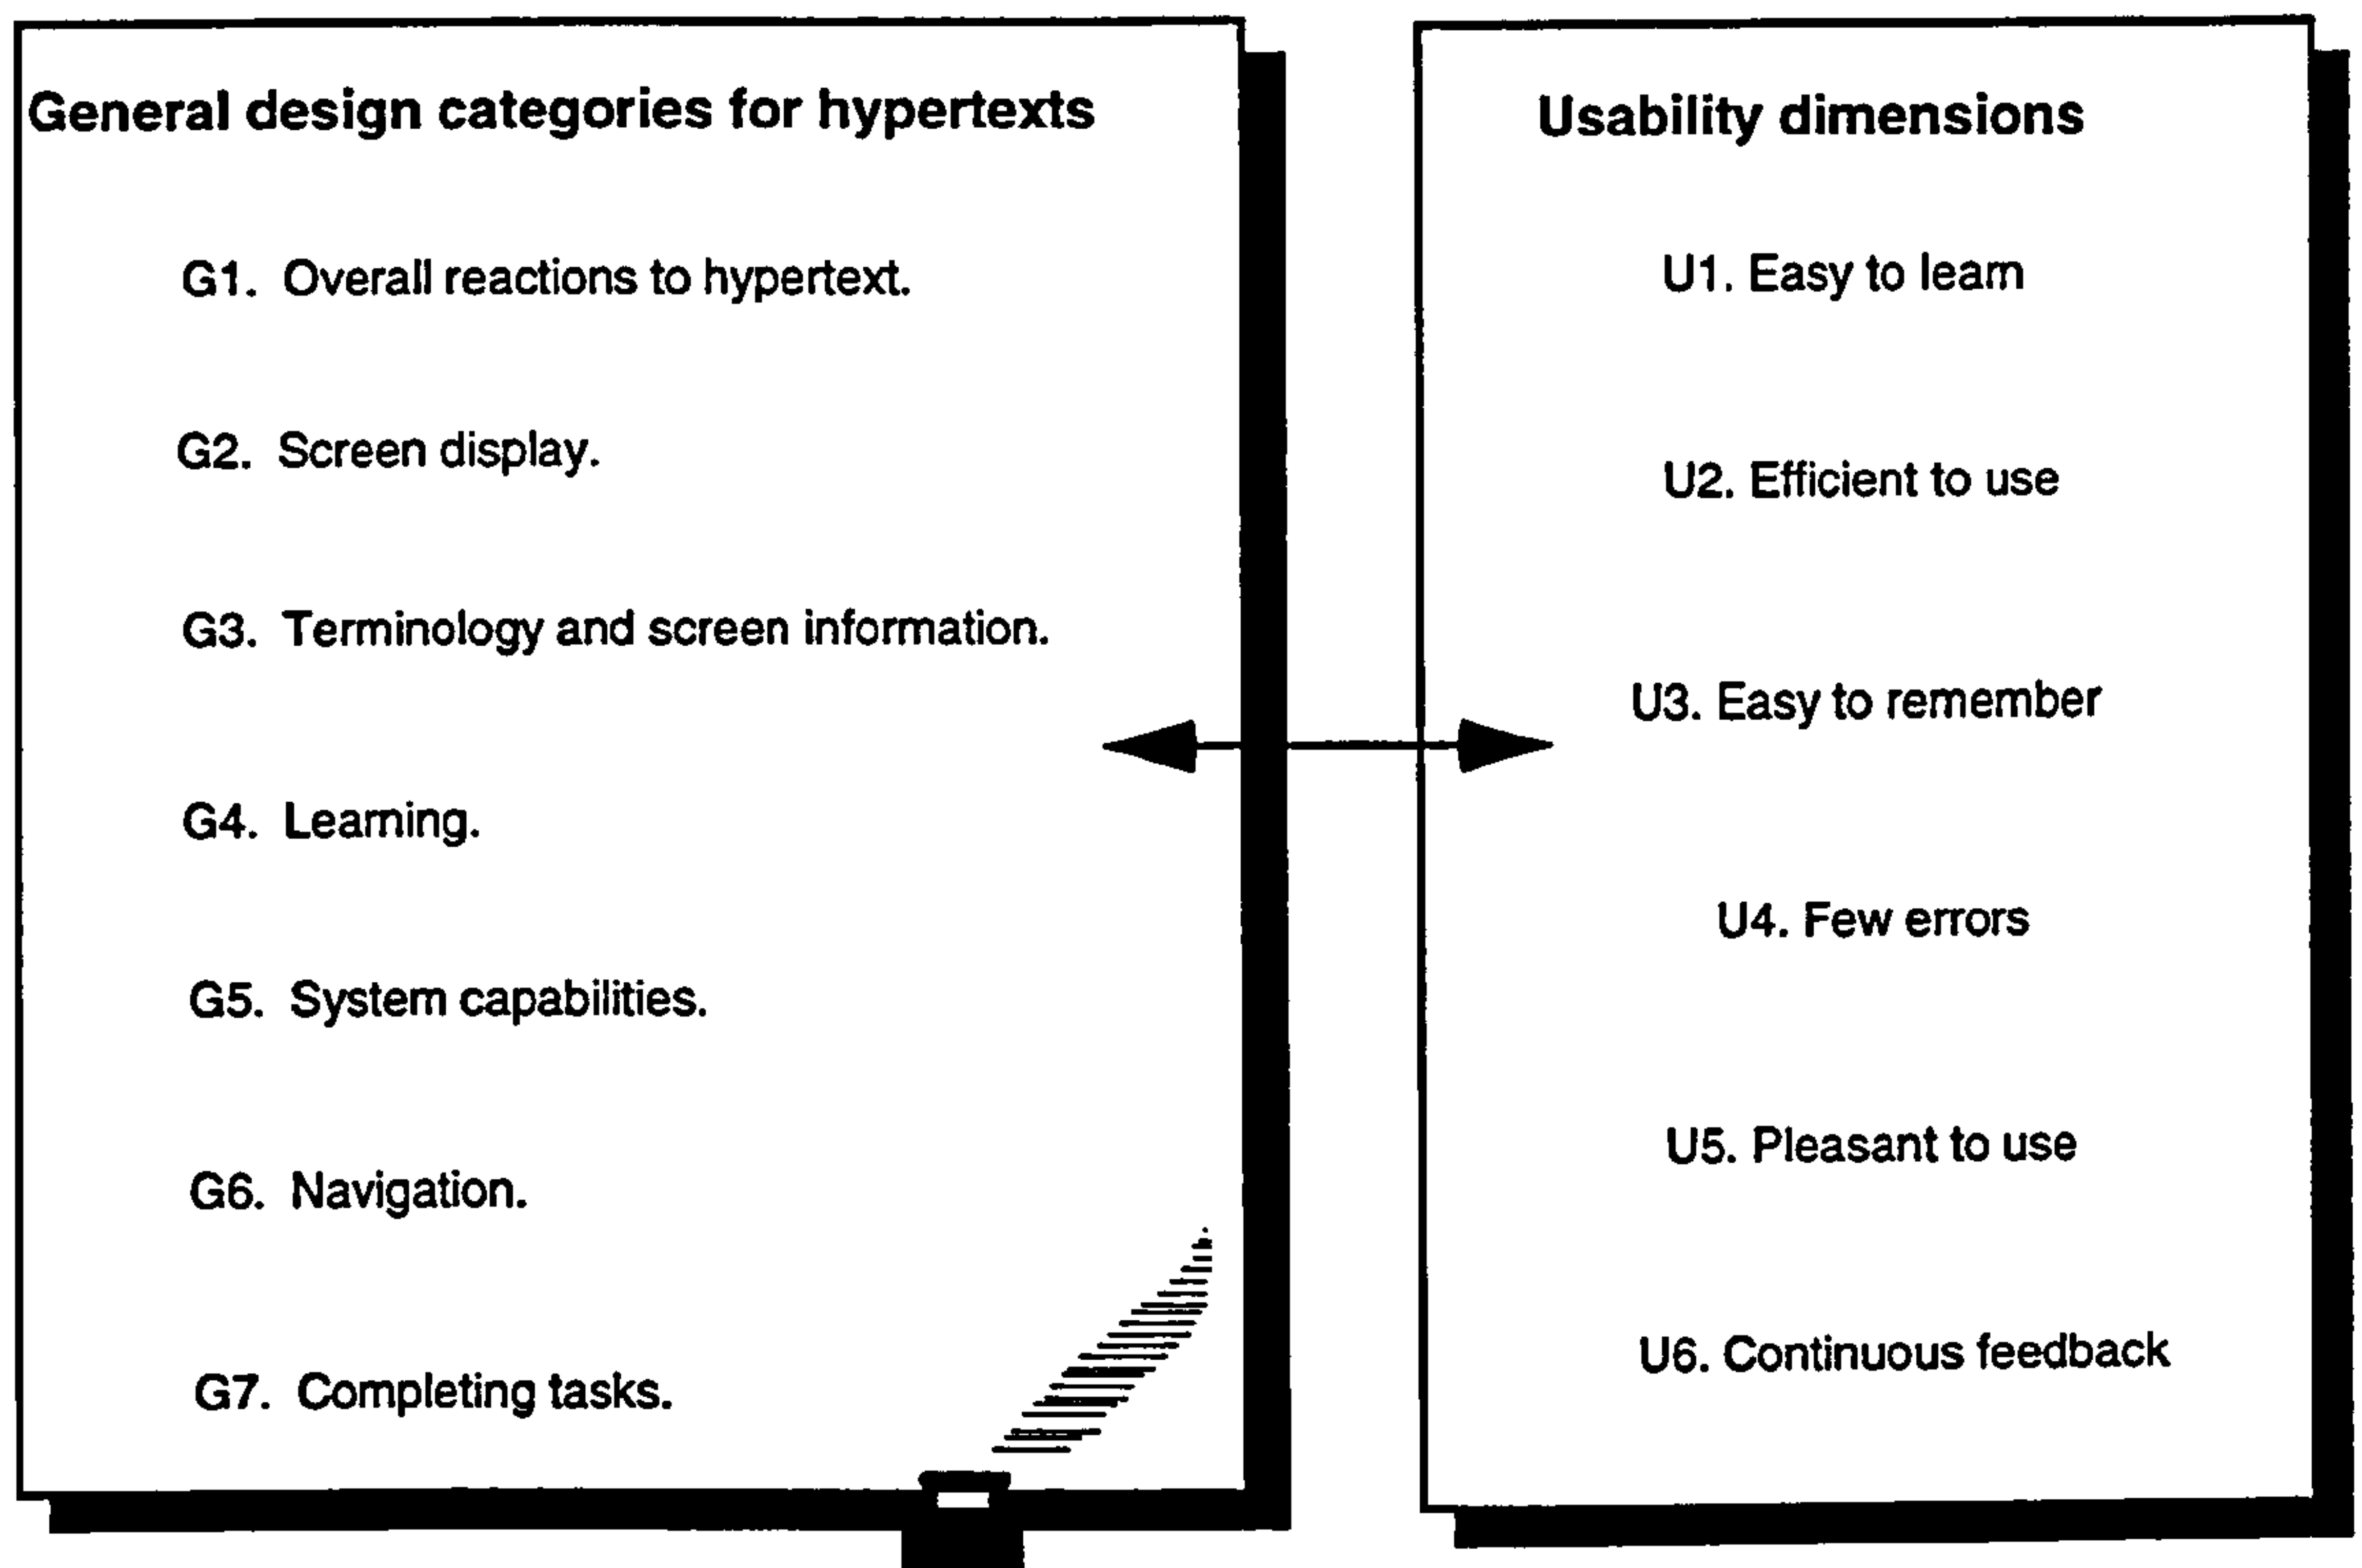 General design categories for hypertexts
G1. Overall reactions to hypertext.
G2. Screen display.
G3. Terminology and screen information.
G4. Learning.
G5. System capabilities.
G6. Navigation.
G7. Completing tasks.
Usability dimensions
U1. Easy to learn
U2. Efficient to use
U3. Easy to remember
U4. Few errors
U5. Pleasant to use
U6. Continuous feedback